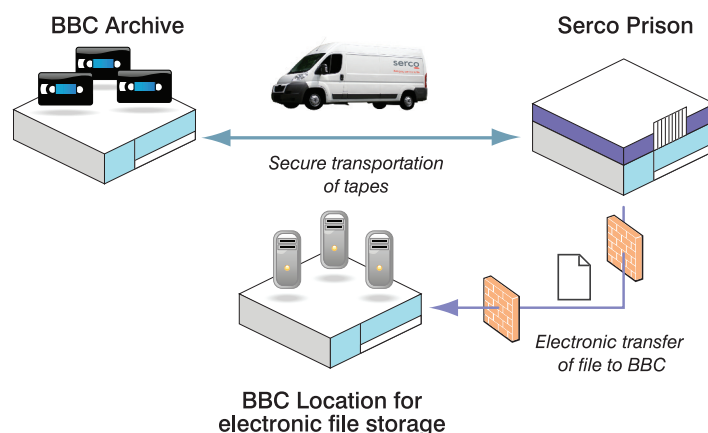 BBC Archive
Serco Prison
serco
Secure transportation
of tapes
Electronic transfer
of file to BBC
BBC Location for
electronic file storage